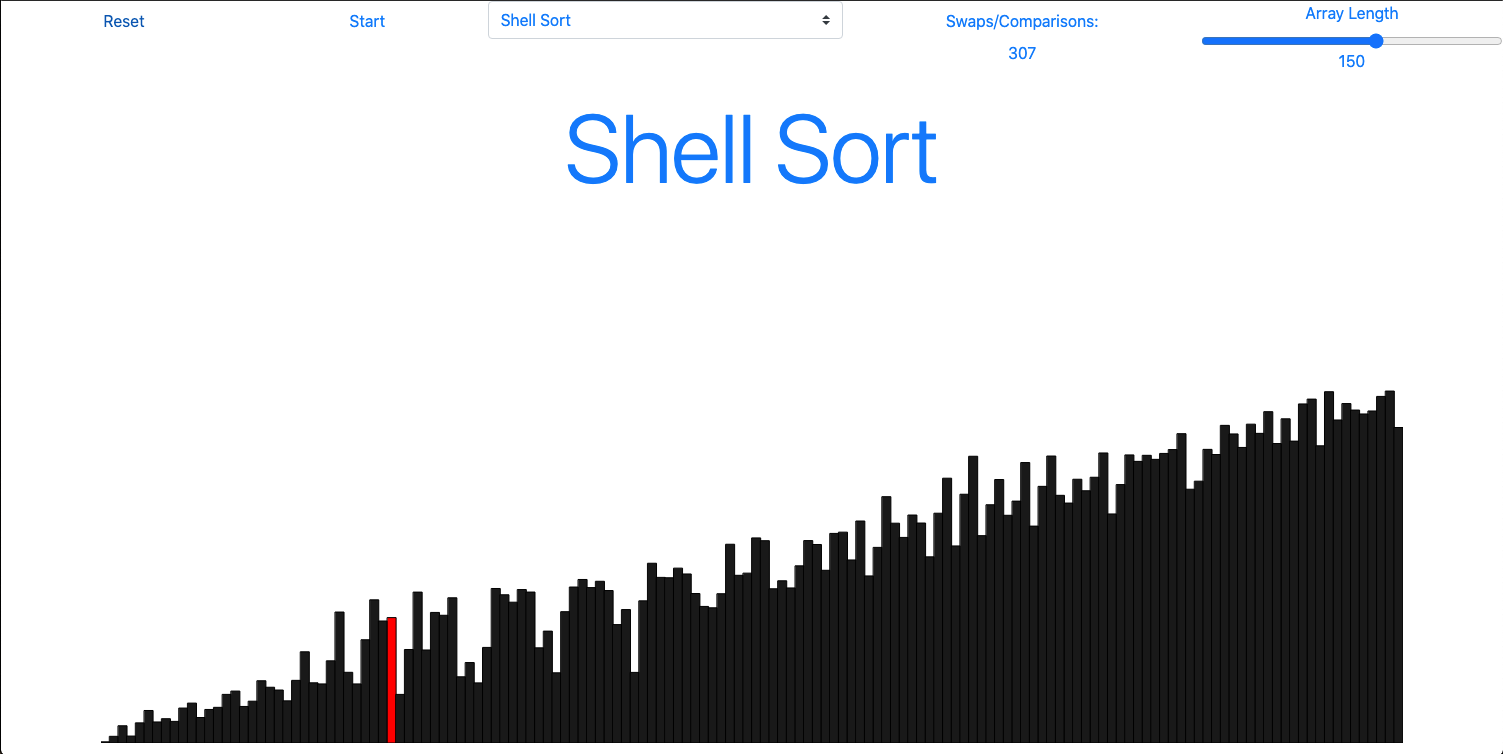 Reset
Start
Shell Sort
Swaps/Comparisons:
307
Array Length
150
Shell Sort